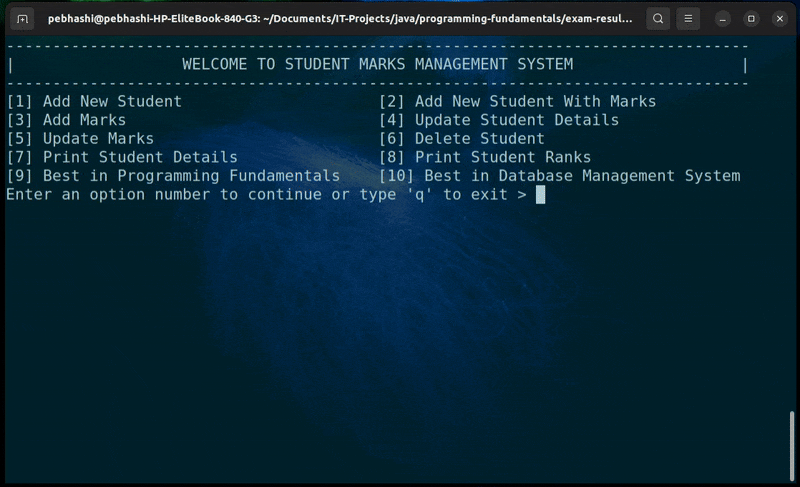 pebhashi@pebhashi-HP-EliteBook-840-G3: ~/Documents/IT-Projects/java/programming-fundamentals/exam-resul...
--------------------------------------------------------------------------------
| WELCOME TO STUDENT MARKS MANAGEMENT SYSTEM |
--------------------------------------------------------------------------------
[1] Add New Student [2] Add New Student With Marks
[3] Add Marks [4] Update Student Details
[5] Update Marks [6] Delete Student
[7] Print Student Details [8] Print Student Ranks
[9] Best in Programming Fundamentals [10] Best in Database Management System
Enter an option number to continue or type 'q' to exit >